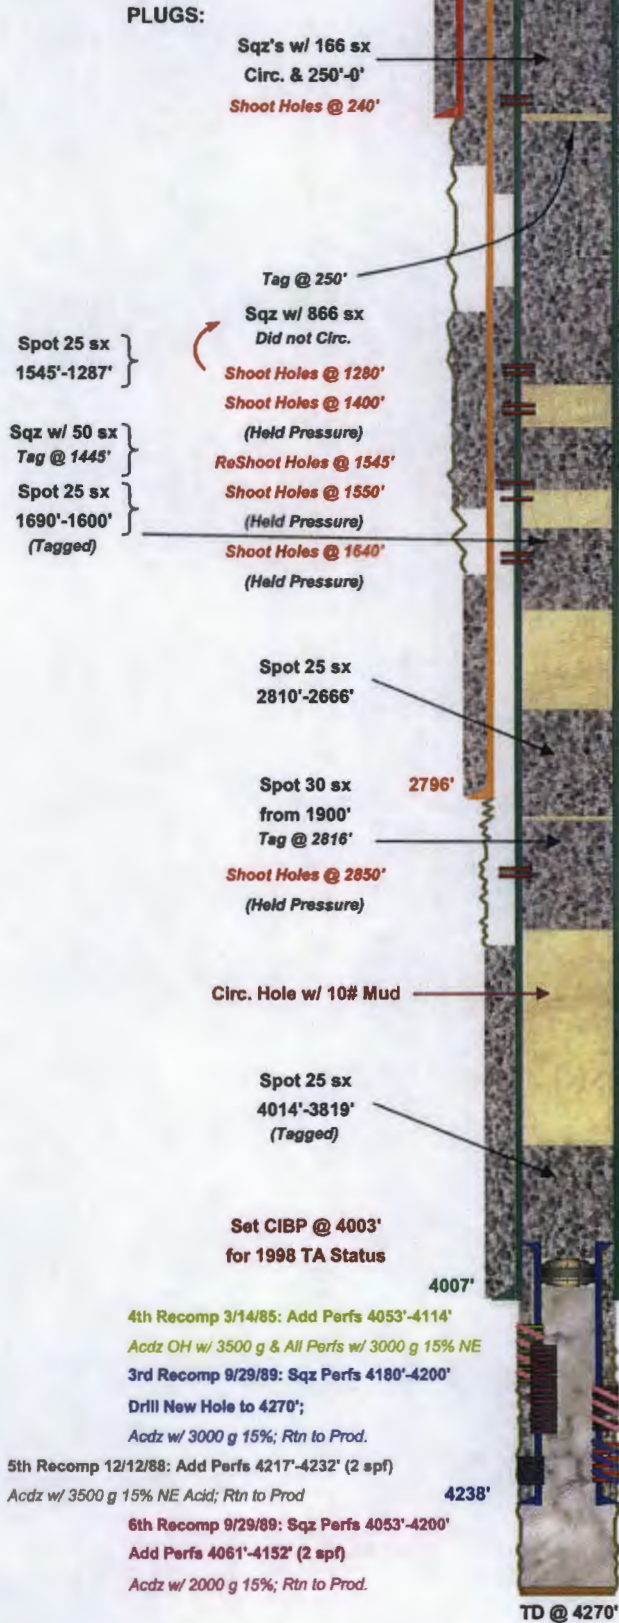 PLUGS:
Sqz's w/ 166 sx
Circ. & 250'-0'
Shoot Holes @ 240'
Tag @ 250'
Sqz w/ 866 sx
Did not Circ.
Spot 25 sx
1545'-1287'
Shoot Holes @ 1280'
Shoot Holes @ 1400'
(Held Pressure)
Sqz w/ 50 sx
Tag @ 1445'
ReShoot Holes @ 1545'
Spot 25 sx
1690'-1600'
(Tagged)
Shoot Holes @ 1550'
(Held Pressure)
Shoot Holes @ 1640'
(Held Pressure)
Spot 25 sx
2810'-2666'
Spot 30 sx
from 1900'
Tag @ 2816'
2796'
Shoot Holes @ 2850'
(Held Pressure)
Circ. Hole w/ 10# Mud
Spot 25 sx
4014'-3819'
(Tagged)
Set CIBP @ 4003'
for 1998 TA Status
4007'
4th Recomp 3/14/85: Add Perfs 4053'-4114'
Acdz OH w/ 3500 g & All Perfs w/ 3000 g 15% NE
3rd Recomp 9/29/89: Sqz Perfs 4180'-4200'
Drill New Hole to 4270';
Acdz w/ 3000 g 15%; Rtn to Prod.
5th Recomp 12/12/88: Add Perfs 4217'-4232' (2 spf)
Acdz w/ 3500 g 15% NE Acid; Rtn to Prod
4238'
6th Recomp 9/29/89: Sqz Perfs 4053'-4200'
Add Perfs 4061'-4152' (2 spf)
Acdz w/ 2000 g 15%; Rtn to Prod.
TD @ 4270'